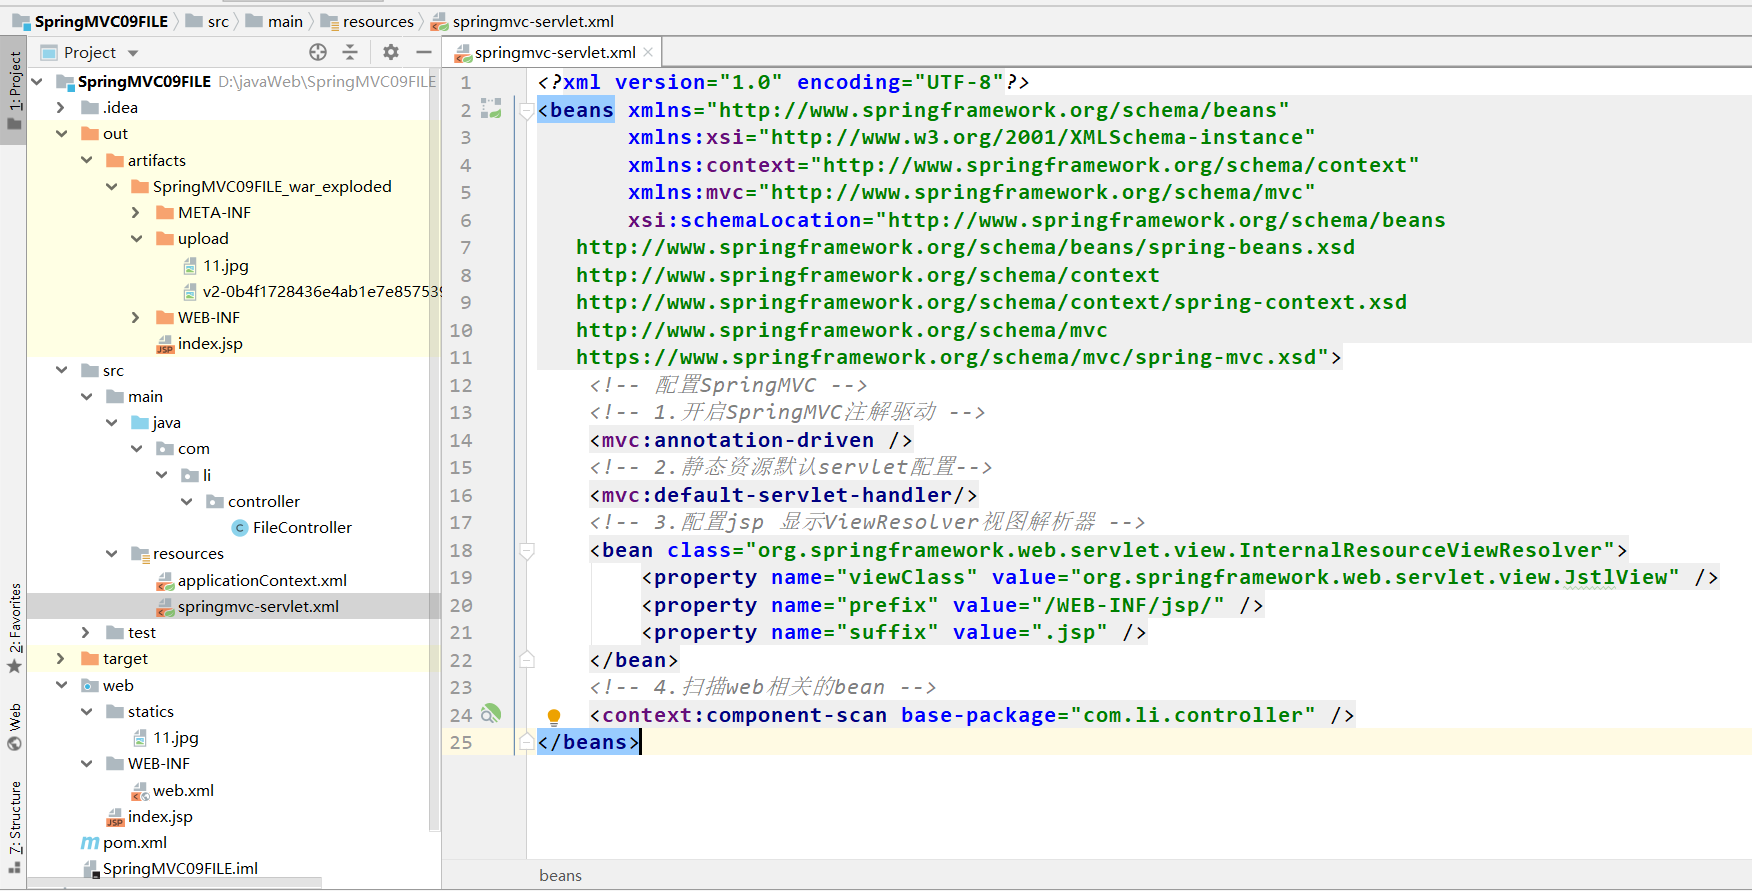 SpringMVC09FILE src main resources springmvc-servlet.xml
Project
springmvc-servlet.xml
1: Project
2: Favorites
Web
7: Structure
SpringMVC09FILE D:\javaWeb\SpringMVC09FILE
.idea
out
artifacts
SpringMVC09FILE_war_exploded
META-INF
upload
11.jpg
v2-0b4f1728436e4ab1e7e857539
WEB-INF
index.jsp
src
main
java
com
li
controller
FileController
resources
applicationContext.xml
springmvc-servlet.xml
test
target
web
statics
11.jpg
WEB-INF
web.xml
index.jsp
pom.xml
SpringMVC09FILE.iml
1 <?xml version="1.0" encoding="UTF-8"?>
2 <beans xmlns="http://www.springframework.org/schema/beans"
3 xmlns:xsi="http://www.w3.org/2001/XMLSchema-instance"
4 xmlns:context="http://www.springframework.org/schema/context"
5 xmlns:mvc="http://www.springframework.org/schema/mvc"
6 xsi:schemaLocation="http://www.springframework.org/schema/beans
7 http://www.springframework.org/schema/beans/spring-beans.xsd
8 http://www.springframework.org/schema/context
9 http://www.springframework.org/schema/context/spring-context.xsd
10 http://www.springframework.org/schema/mvc
11 https://www.springframework.org/schema/mvc/spring-mvc.xsd">
12 <!-- 配置SpringMVC -->
13 <!-- 1.开启SpringMVC注解驱动 -->
14 <mvc:annotation-driven />
15 <!-- 2.静态资源默认servlet配置-->
16 <mvc:default-servlet-handler/>
17 <!-- 3.配置jsp 显示ViewResolver视图解析器 -->
18 <bean class="org.springframework.web.servlet.view.InternalResourceViewResolver">
19 <property name="viewClass" value="org.springframework.web.servlet.view.JstlView" />
20 <property name="prefix" value="/WEB-INF/jsp/" />
21 <property name="suffix" value=".jsp" />
22 </bean>
23 <!-- 4.扫描web相关的bean -->
24 <context:component-scan base-package="com.li.controller" />
25 </beans>
beans